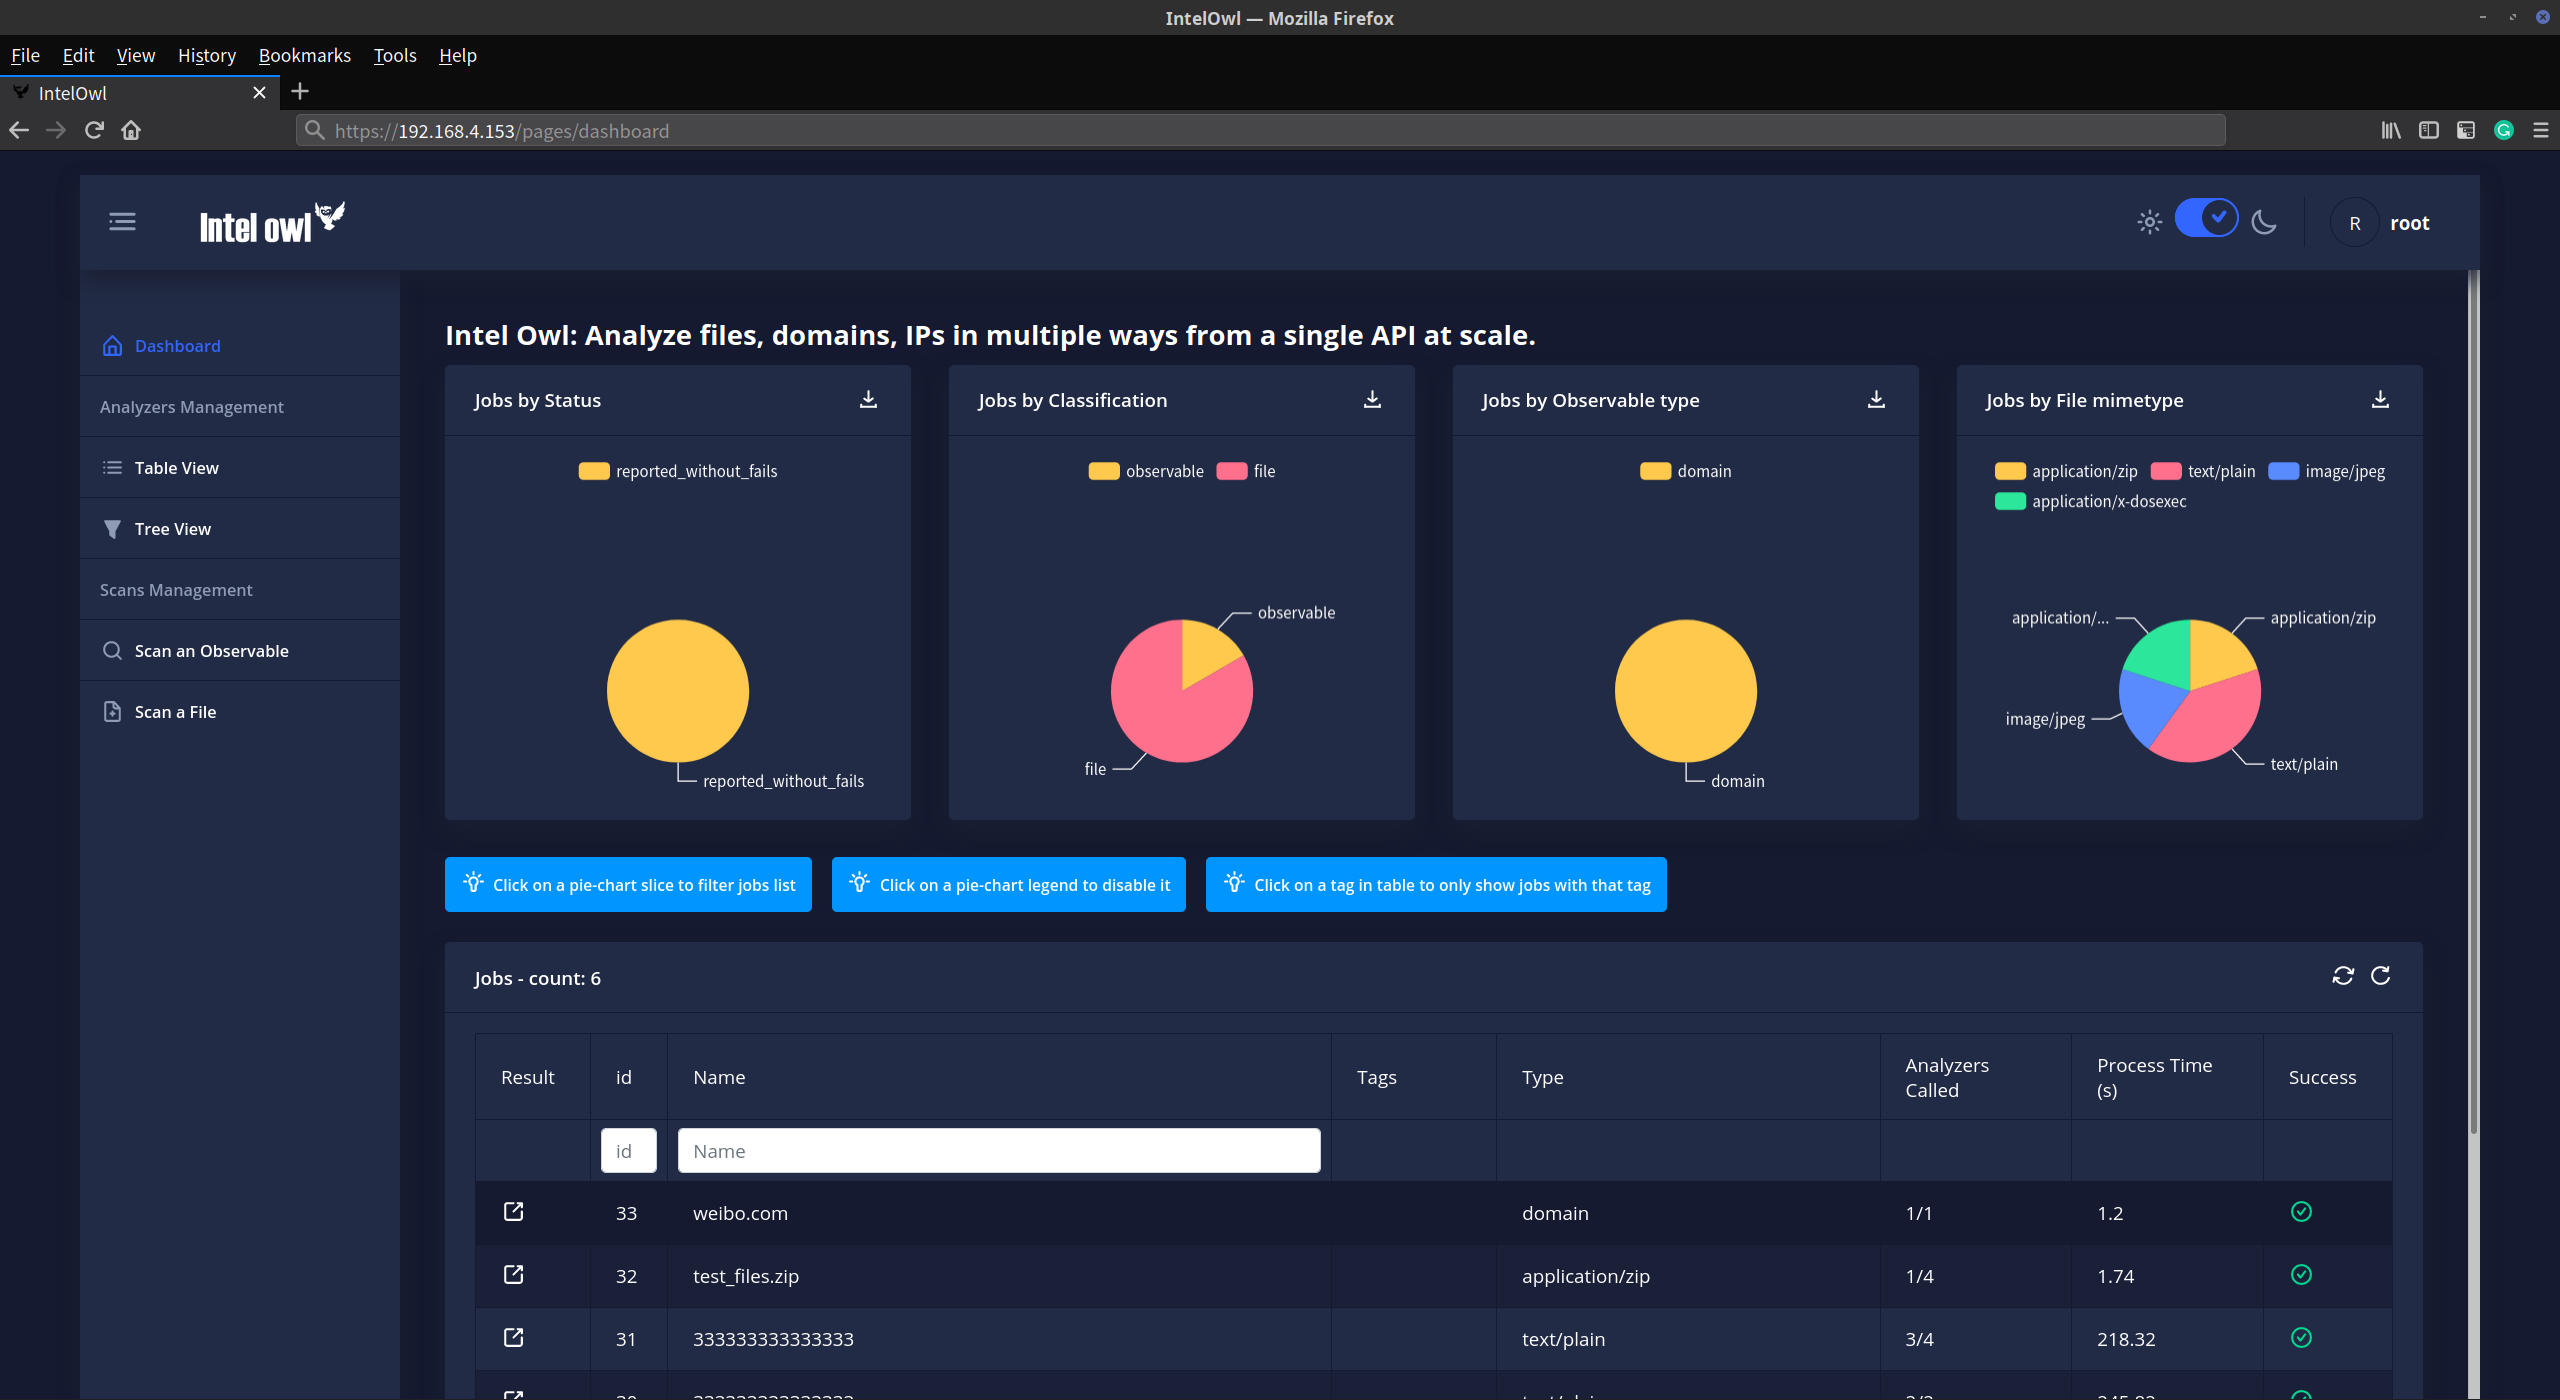 IntelOwl — Mozilla Firefox
File Edit View History Bookmarks Tools Help
IntelOwl
https://192.168.4.153/pages/dashboard
Intel owl
R root
Dashboard
Analyzers Management
Table View
Tree View
Scans Management
Scan an Observable
Scan a File
Intel Owl: Analyze files, domains, IPs in multiple ways from a single API at scale.
Jobs by Status
reported_without_fails
reported_without_fails
Jobs by Classification
observable file
observable
file
Jobs by Observable type
domain
domain
Jobs by File mimetype
application/zip text/plain image/jpeg
application/x-dosexec
application/... application/zip
image/jpeg
text/plain
Click on a pie-chart slice to filter jobs list
Click on a pie-chart legend to disable it
Click on a tag in table to only show jobs with that tag
Jobs - count: 6
Result id Name Tags Type Analyzers Called Process Time (s) Success
id Name
33 weibo.com domain 1/1 1.2
32 test_files.zip application/zip 1/4 1.74
31 333333333333333 text/plain 3/4 218.32